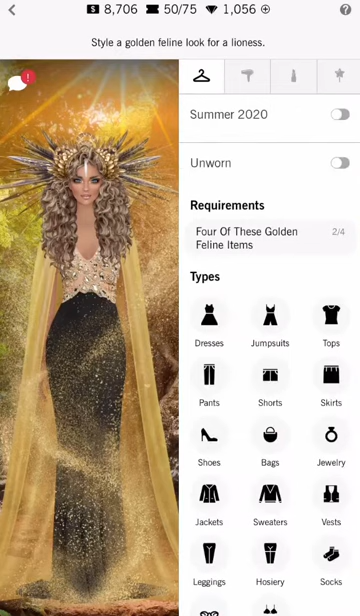 8,706 50/75 1,056
Style a golden feline look for a lioness.
Summer 2020
Unworn
Requirements
Four Of These Golden 2/4
Feline Items
Types
Dresses Jumpsuits Tops
Pants Shorts Skirts
Shoes Bags Jewelry
Jackets Sweaters Vests
Leggings Hosiery Socks